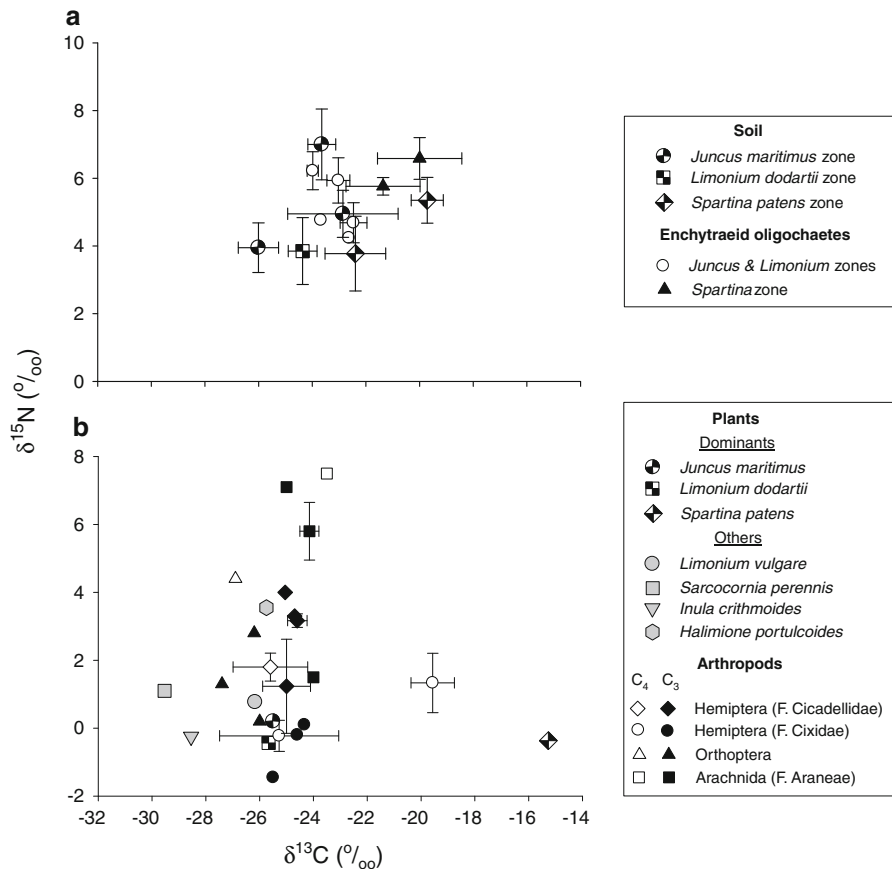 a
10
8
6
4
2
0
Soil
Juncus maritimus zone
Limonium dodartii zone
Spartina patens zone
Enchytraeid oligochaetes
Juncus & Limonium zones
Spartina zone
δ15N (o/oo)
b
8
6
4
2
0
-2
-32 -30 -28 -26 -24 -22 -20 -18 -16 -14
δ13C (o/oo)
Plants
Dominants
Juncus maritimus
Limonium dodartii
Spartina patens
Others
Limonium vulgare
Sarcocornia perennis
Inula crithmoides
Halimione portulcoides
Arthropods
C4 C3
Hemiptera (F. Cicadellidae)
Hemiptera (F. Cixidae)
Orthoptera
Arachnida (F. Araneae)